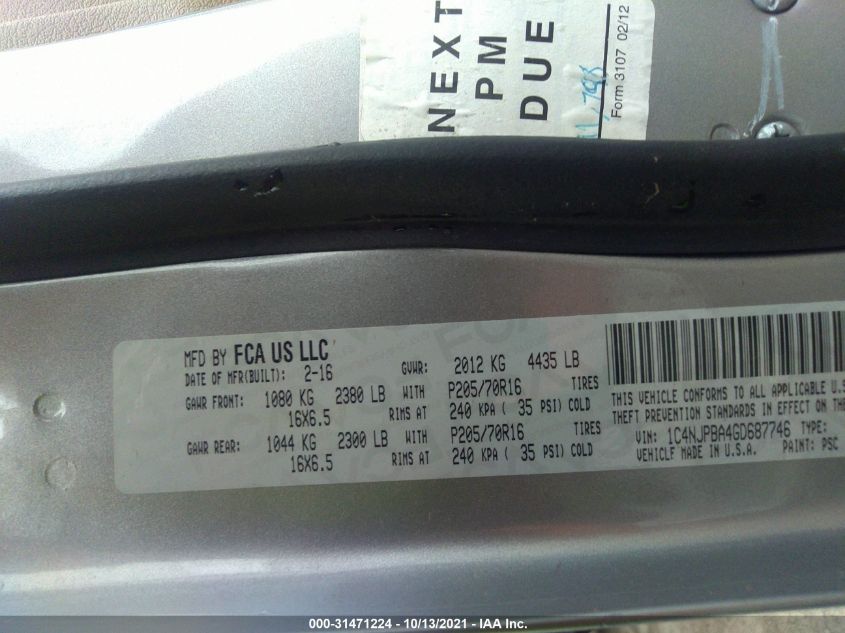 NEXT
PM
DUE
Form 3107 02/12
MFD BY FCA US LLC
DATE OF MFR(BUILT): 2-16 GVWR: 2012 KG 4435 LB
GAWR FRONT: 1080 KG 2380 LB WITH P205/70R16 TIRES
16X6.5 RIMS AT 240 KPA ( 35 PSI) COLD
GAWR REAR: 1044 KG 2300 LB WITH P205/70R16 TIRES
16X6.5 RIMS AT 240 KPA ( 35 PSI) COLD
THIS VEHICLE CONFORMS TO ALL APPLICABLE U.S
THEFT PREVENTION STANDARDS IN EFFECT ON THE
VIN: 1C4NJPBA4GD687746 TYPE:
VEHICLE MADE IN U.S.A. PAINT: PSC
000-31471224 - 10/13/2021 - IAAI.com